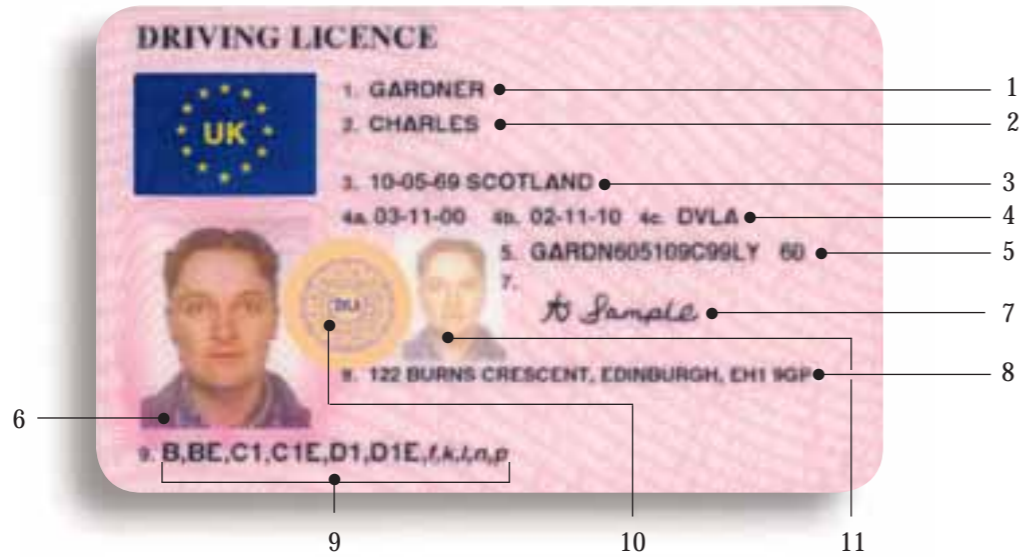 DRIVING LICENCE
UK
1. GARDNER
1
2. CHARLES
2
3. 10-05-69 SCOTLAND
3
4a. 03-11-00 4b. 02-11-10 4c. DVLA
4
5. GARDN605109C99LY 60
5
7.
Sample
7
8. 122 BURNS CRESCENT, EDINBURGH, EH1 9GP
8
6
9. B,BE,C1,C1E,D1,D1E,f,k,l,n,p
9
10
11